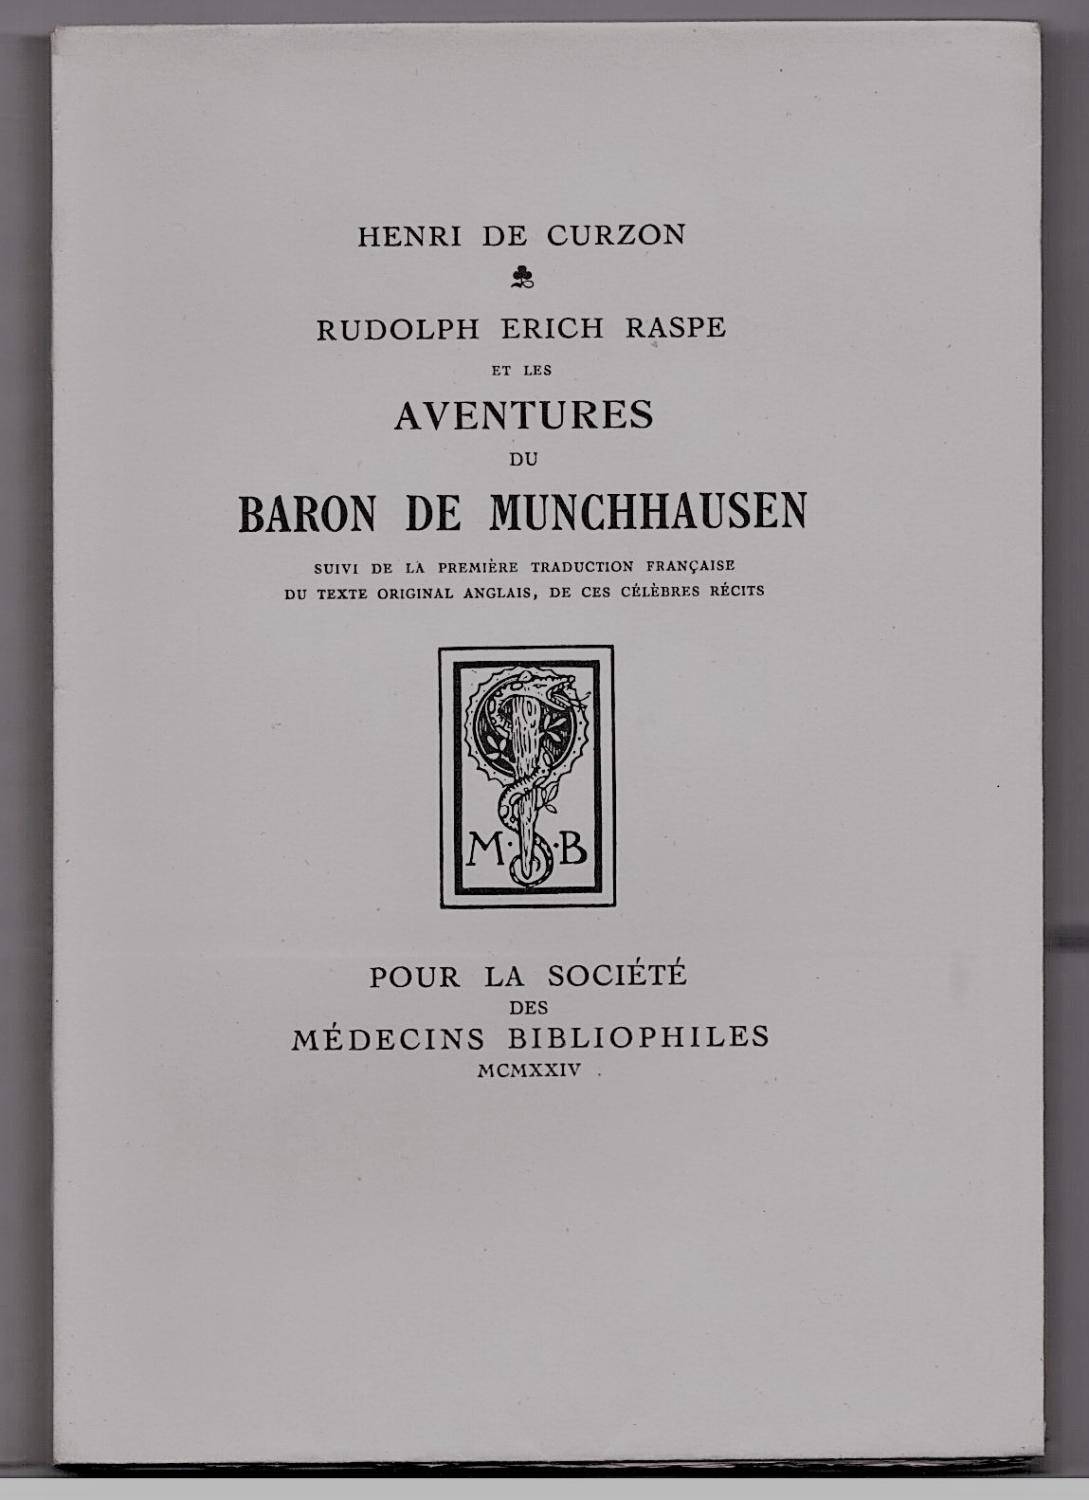 HENRI DE CURZON
RUDOLPH ERICH RASPE
ET LES
AVENTURES
DU
BARON DE MUNCHHAUSEN
SUIVI DE LA PREMIÈRE TRADUCTION FRANÇAISE
DU TEXTE ORIGINAL ANGLAIS, DE CES CÉLÈBRES RÉCITS
M · B
POUR LA SOCIÉTÉ
DES
MÉDECINS BIBLIOPHILES
MCMXXIV